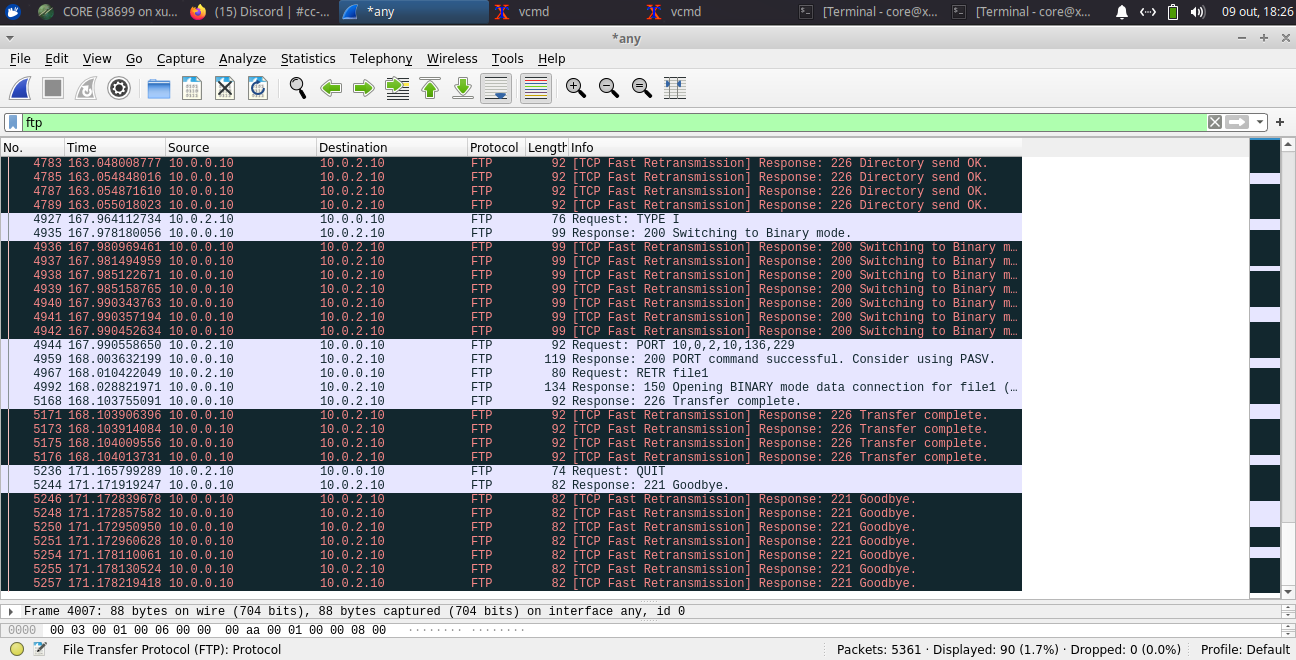 CORE (38699 on xu... (15) Discord | #cc-... *any vcmd vcmd [Terminal - core@x... [Terminal - core@x... 09 out, 18:26
*any
File Edit View Go Capture Analyze Statistics Telephony Wireless Tools Help
ftp
No. Time Source Destination Protocol Length Info
4783 163.048008777 10.0.0.10 10.0.2.10 FTP 92 [TCP Fast Retransmission] Response: 226 Directory send OK.
4785 163.054848016 10.0.0.10 10.0.2.10 FTP 92 [TCP Fast Retransmission] Response: 226 Directory send OK.
4787 163.054871610 10.0.0.10 10.0.2.10 FTP 92 [TCP Fast Retransmission] Response: 226 Directory send OK.
4789 163.055018023 10.0.0.10 10.0.2.10 FTP 92 [TCP Fast Retransmission] Response: 226 Directory send OK.
4927 167.964112734 10.0.2.10 10.0.0.10 FTP 76 Request: TYPE I
4935 167.978180056 10.0.0.10 10.0.2.10 FTP 99 Response: 200 Switching to Binary mode.
4936 167.980969461 10.0.0.10 10.0.2.10 FTP 99 [TCP Fast Retransmission] Response: 200 Switching to Binary m…
4937 167.981494959 10.0.0.10 10.0.2.10 FTP 99 [TCP Fast Retransmission] Response: 200 Switching to Binary m…
4938 167.985122671 10.0.0.10 10.0.2.10 FTP 99 [TCP Fast Retransmission] Response: 200 Switching to Binary m…
4939 167.985158765 10.0.0.10 10.0.2.10 FTP 99 [TCP Fast Retransmission] Response: 200 Switching to Binary m…
4940 167.990343763 10.0.0.10 10.0.2.10 FTP 99 [TCP Fast Retransmission] Response: 200 Switching to Binary m…
4941 167.990357194 10.0.0.10 10.0.2.10 FTP 99 [TCP Fast Retransmission] Response: 200 Switching to Binary m…
4942 167.990452634 10.0.0.10 10.0.2.10 FTP 99 [TCP Fast Retransmission] Response: 200 Switching to Binary m…
4944 167.990558650 10.0.2.10 10.0.0.10 FTP 92 Request: PORT 10,0,2,10,136,229
4959 168.003632199 10.0.0.10 10.0.2.10 FTP 119 Response: 200 PORT command successful. Consider using PASV.
4967 168.010422049 10.0.2.10 10.0.0.10 FTP 80 Request: RETR file1
4992 168.028821971 10.0.0.10 10.0.2.10 FTP 134 Response: 150 Opening BINARY mode data connection for file1 (…
5168 168.103755091 10.0.0.10 10.0.2.10 FTP 92 Response: 226 Transfer complete.
5171 168.103906396 10.0.0.10 10.0.2.10 FTP 92 [TCP Fast Retransmission] Response: 226 Transfer complete.
5173 168.103914084 10.0.0.10 10.0.2.10 FTP 92 [TCP Fast Retransmission] Response: 226 Transfer complete.
5175 168.104009556 10.0.0.10 10.0.2.10 FTP 92 [TCP Fast Retransmission] Response: 226 Transfer complete.
5176 168.104013731 10.0.0.10 10.0.2.10 FTP 92 [TCP Fast Retransmission] Response: 226 Transfer complete.
5236 171.165799289 10.0.2.10 10.0.0.10 FTP 74 Request: QUIT
5244 171.171919247 10.0.0.10 10.0.2.10 FTP 82 Response: 221 Goodbye.
5246 171.172839678 10.0.0.10 10.0.2.10 FTP 82 [TCP Fast Retransmission] Response: 221 Goodbye.
5248 171.172857582 10.0.0.10 10.0.2.10 FTP 82 [TCP Fast Retransmission] Response: 221 Goodbye.
5250 171.172950950 10.0.0.10 10.0.2.10 FTP 82 [TCP Fast Retransmission] Response: 221 Goodbye.
5251 171.172960628 10.0.0.10 10.0.2.10 FTP 82 [TCP Fast Retransmission] Response: 221 Goodbye.
5254 171.178110061 10.0.0.10 10.0.2.10 FTP 82 [TCP Fast Retransmission] Response: 221 Goodbye.
5255 171.178130524 10.0.0.10 10.0.2.10 FTP 82 [TCP Fast Retransmission] Response: 221 Goodbye.
5257 171.178219418 10.0.0.10 10.0.2.10 FTP 82 [TCP Fast Retransmission] Response: 221 Goodbye.
Frame 4007: 88 bytes on wire (704 bits), 88 bytes captured (704 bits) on interface any, id 0
0000 00 03 00 01 00 06 00 00 00 aa 00 01 00 00 08 00 ········ ········
File Transfer Protocol (FTP): Protocol Packets: 5361 · Displayed: 90 (1.7%) · Dropped: 0 (0.0%) Profile: Default